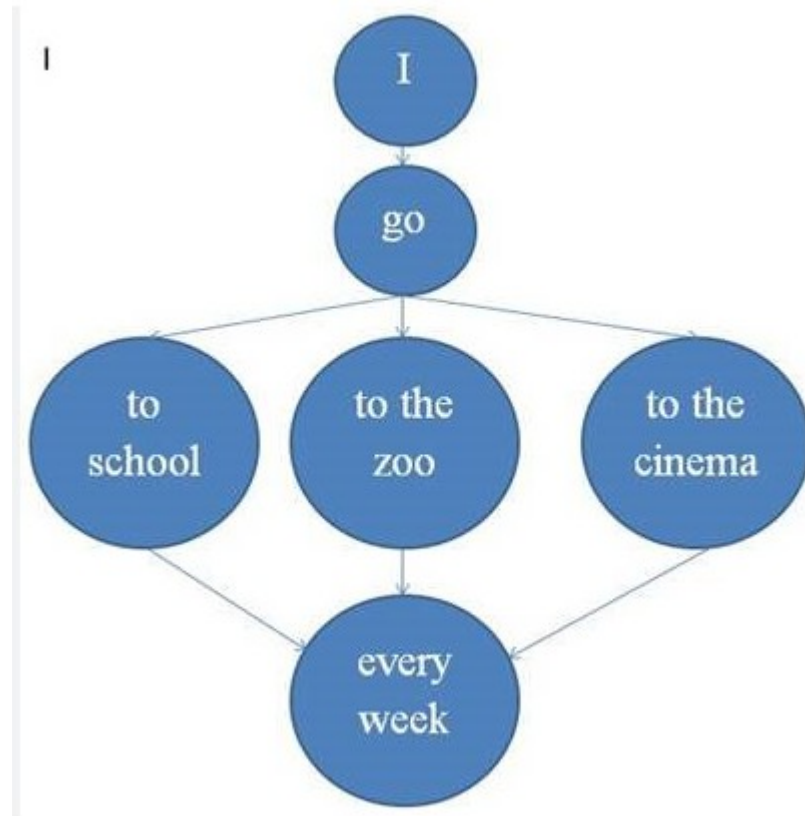 I
I
go
to
school
to the
zoo
to the
cinema
every
week